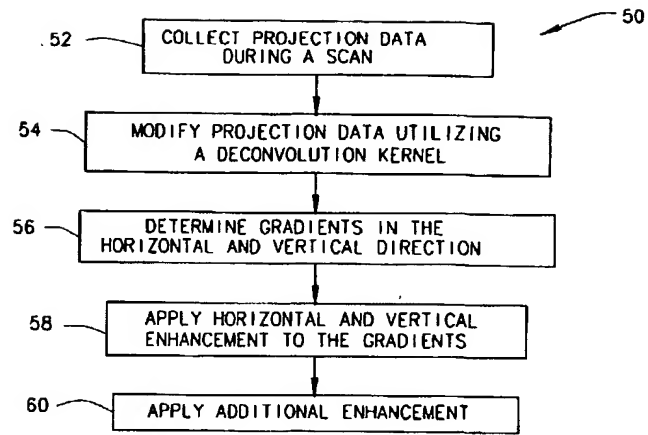 50
52
COLLECT PROJECTION DATA
DURING A SCAN
54
MODIFY PROJECTION DATA UTILIZING
A DECONVOLUTION KERNEL
56
DETERMINE GRADIENTS IN THE
HORIZONTAL AND VERTICAL DIRECTION
58
APPLY HORIZONTAL AND VERTICAL
ENHANCEMENT TO THE GRADIENTS
60
APPLY ADDITIONAL ENHANCEMENT